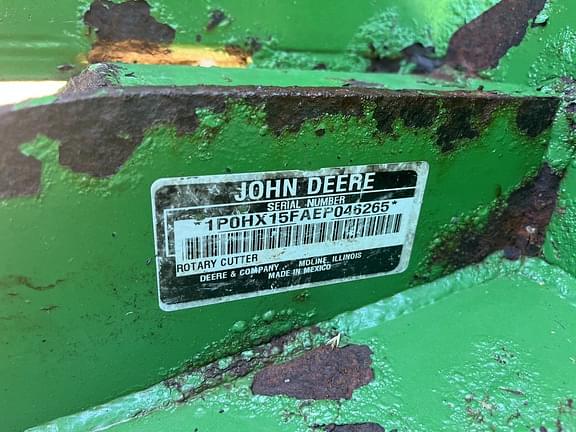 JOHN DEERE
SERIAL NUMBER
*1P0HX15FAEP046265*
ROTARY CUTTER
DEERE & COMPANY MOLINE, ILLINOIS
MADE IN MEXICO